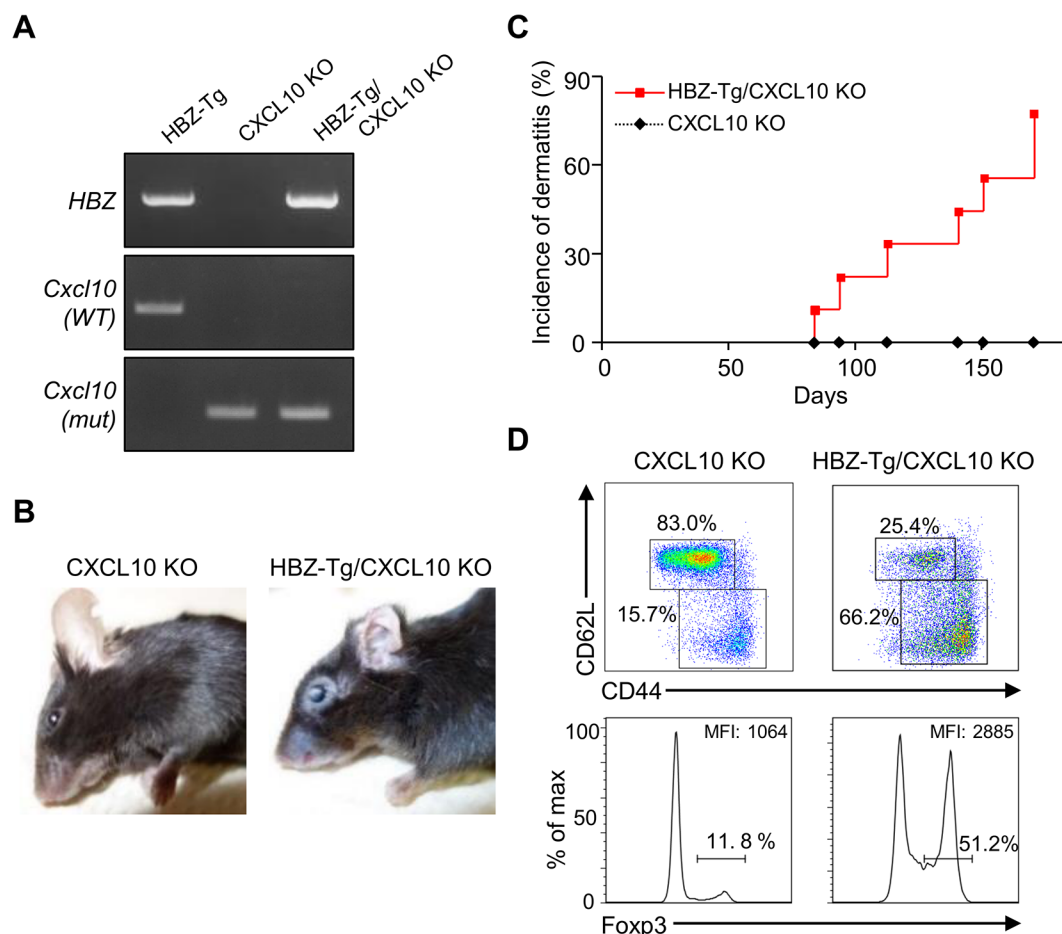 A
HBZ-Tg
CXCL10 KO
HBZ-Tg/
CXCL10 KO
HBZ
Cxcl10
(WT)
Cxcl10
(mut)
B
CXCL10 KO
HBZ-Tg/CXCL10 KO
C
Incidence of dermatitis (%)
90
60
30
0
HBZ-Tg/CXCL10 KO
CXCL10 KO
0
50
100
150
Days
D
CXCL10 KO
HBZ-Tg/CXCL10 KO
83.0%
15.7%
25.4%
66.2%
CD62L
CD44
% of max
100
50
0
MFI: 1064
11. 8 %
MFI: 2885
51.2%
Foxp3